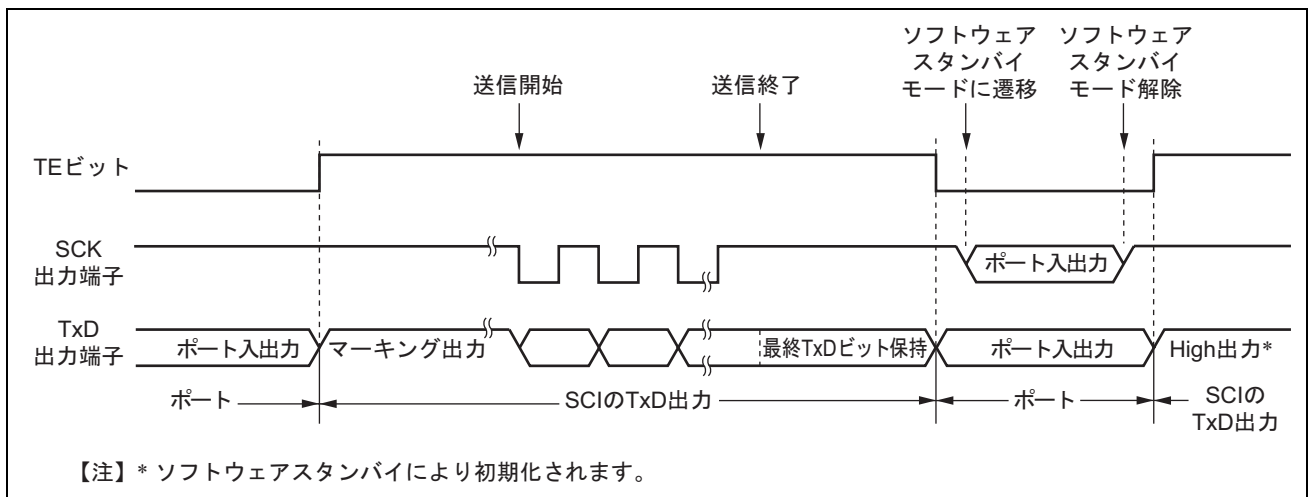 ソフトウェア
スタンバイ
モードに遷移
ソフトウェア
スタンバイ
モード解除
送信開始
送信終了
TEビット
SCK
出力端子
ポート入出力
TxD
出力端子
ポート入出力
マーキング出力
最終TxDビット保持
ポート入出力
High出力*
ポート
SCIのTxD出力
ポート
SCIの
TxD出力
【注】* ソフトウェアスタンバイにより初期化されます。